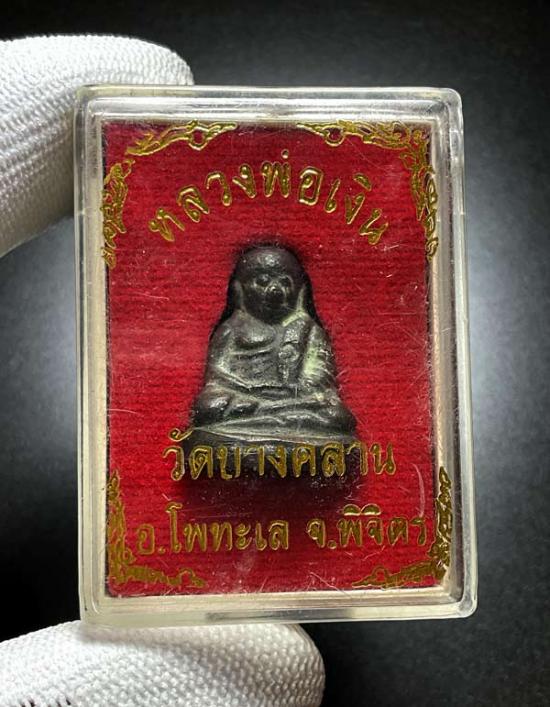 หลวงพ่อเงิน
วัดบางคลาน
อ.โพทะเล จ.พิจิตร